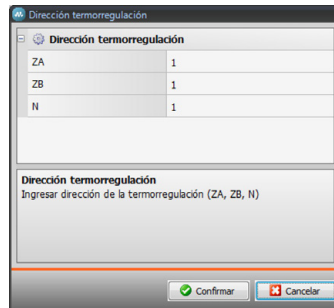 Dirección termorregulación
Dirección termorregulación
ZA 1
ZB 1
N 1
Dirección termorregulación
Ingresar dirección de la termorregulación (ZA, ZB, N)
Confirmar Cancelar